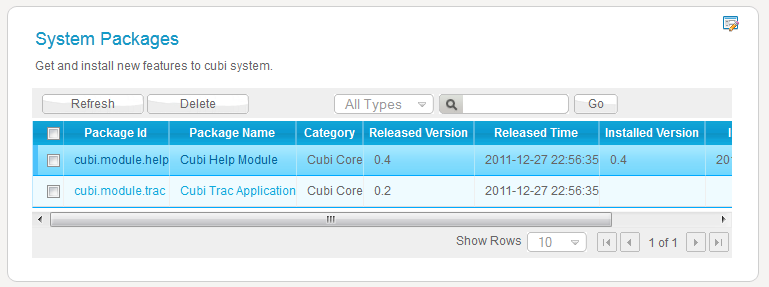 System Packages
Get and install new features to cubi system.
Refresh Delete All Types Go
Package Id Package Name Category Released Version Released Time Installed Version
cubi.module.help Cubi Help Module Cubi Core 0.4 2011-12-27 22:56:35 0.4
cubi.module.trac Cubi Trac Application Cubi Core 0.2 2011-12-27 22:56:35
Show Rows 10 1 of 1